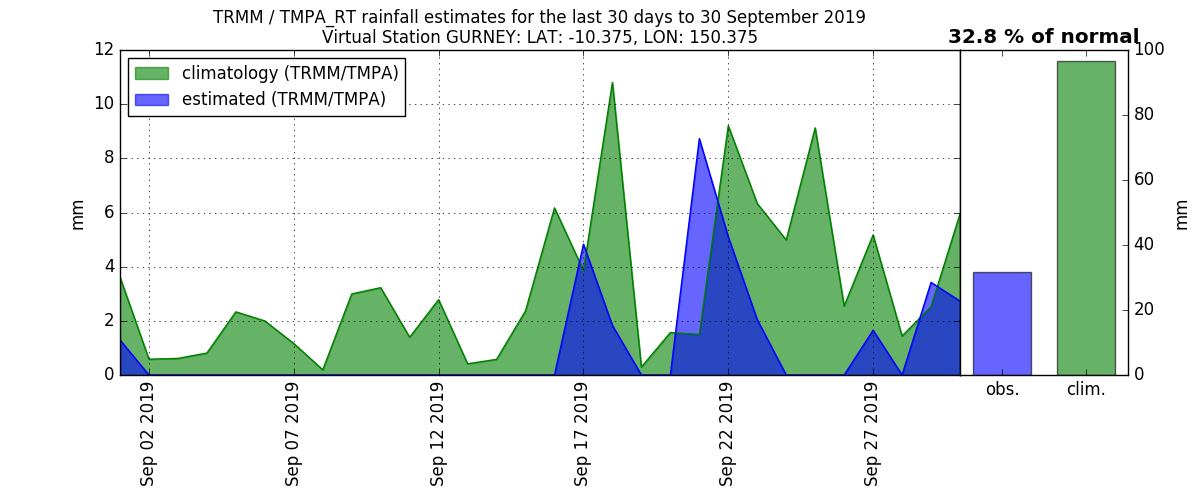 TRMM / TMPA_RT rainfall estimates for the last 30 days to 30 September 2019
Virtual Station GURNEY: LAT: -10.375, LON: 150.375
32.8 % of normal
climatology (TRMM/TMPA)
estimated (TRMM/TMPA)
mm
12
10
8
6
4
2
0
Sep 02 2019
Sep 07 2019
Sep 12 2019
Sep 17 2019
Sep 22 2019
Sep 27 2019
obs.
clim.
100
80
60
40
20
0
mm